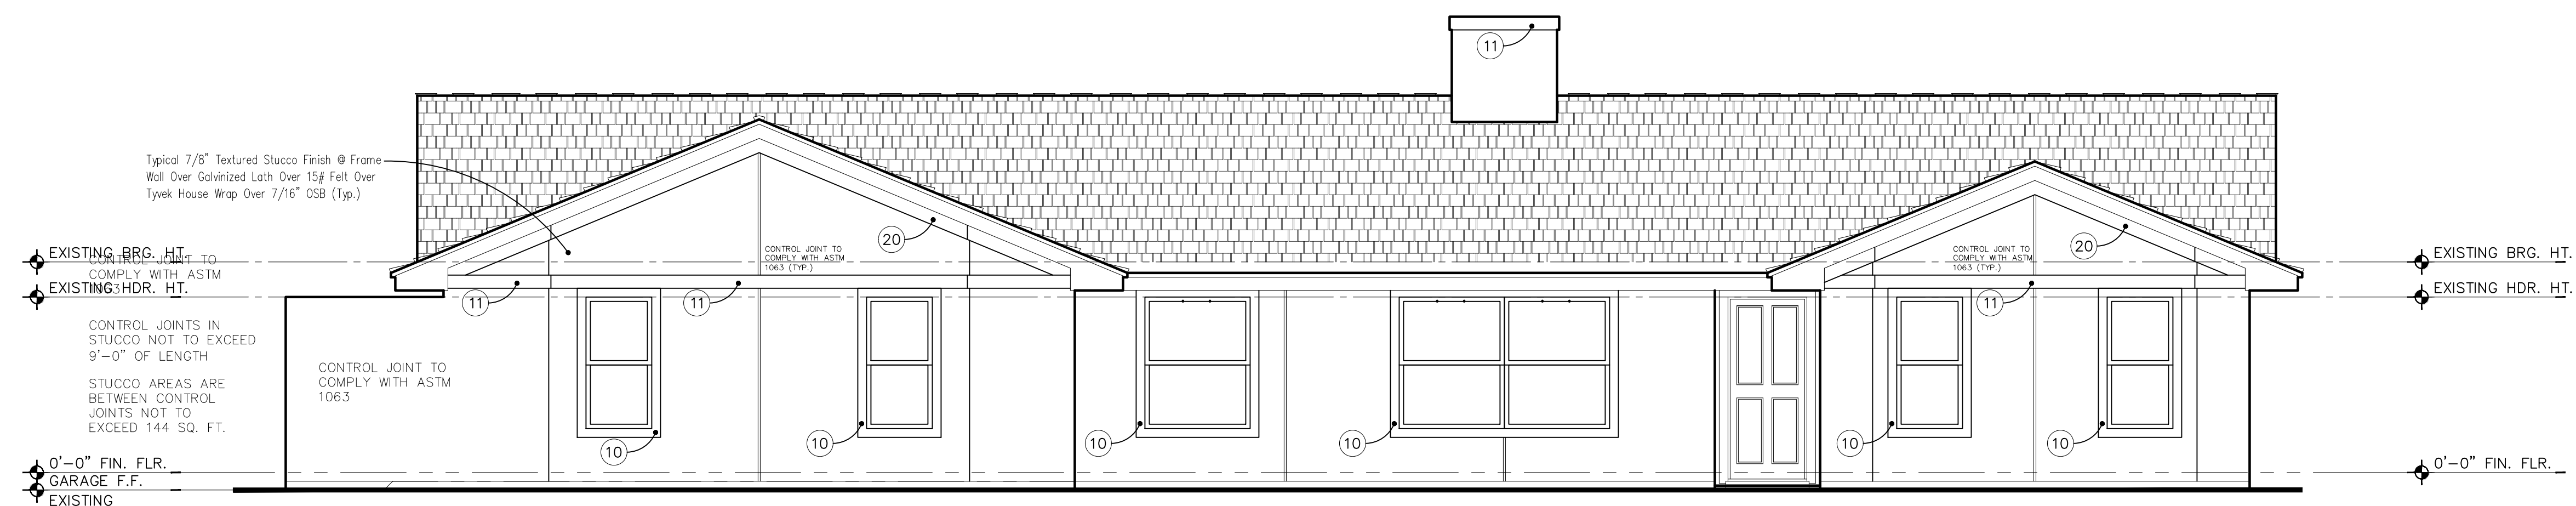 11
Typical 7/8" Textured Stucco Finish @ Frame
Wall Over Galvinized Lath Over 15# Felt Over
Tyvek House Wrap Over 7/16" OSB (Typ.)
20
20
CONTROL JOINT TO
COMPLY WITH ASTM
1063 (TYP.)
CONTROL JOINT TO
COMPLY WITH ASTM
1063 (TYP.)
EXISTING BRG. HT.
CONTROL JOINT TO
COMPLY WITH ASTM
1063
EXISTING HDR. HT.
EXISTING BRG. HT.
EXISTING HDR. HT.
11
11
11
CONTROL JOINTS IN
STUCCO NOT TO EXCEED
9'-0" OF LENGTH
STUCCO AREAS ARE
BETWEEN CONTROL
JOINTS NOT TO
EXCEED 144 SQ. FT.
CONTROL JOINT TO
COMPLY WITH ASTM
1063
10
10
10
10
10
10
0'-0" FIN. FLR.
GARAGE F.F.
EXISTING
0'-0" FIN. FLR.